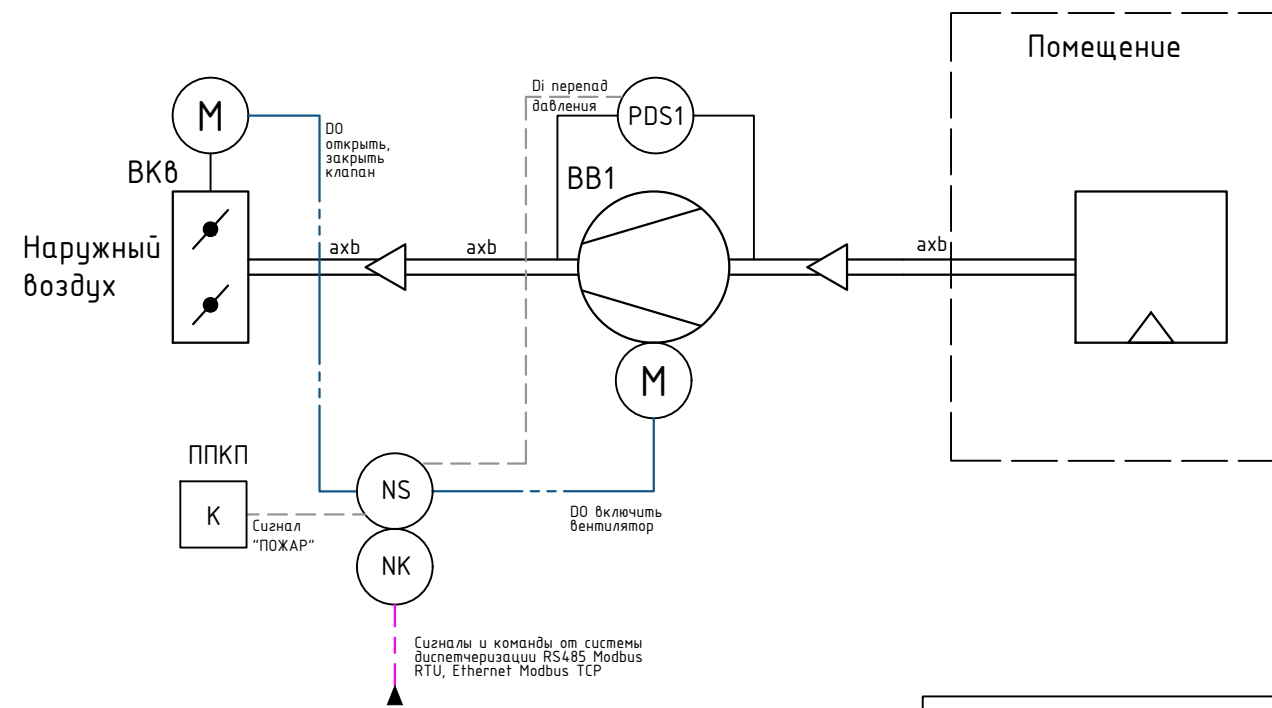 Помещение
M
Di перепад
давления
PDS1
DO
открыть,
закрыть
клапан
ВКв
ВВ1
Наружный
воздух
axb
axb
axb
M
ППКП
K
Сигнал
"ПОЖАР"
NS
DO включить
вентилятор
NK
Сигналы и команды от системы
диспетчеризации RS485 Modbus
RTU, Ethernet Modbus TCP